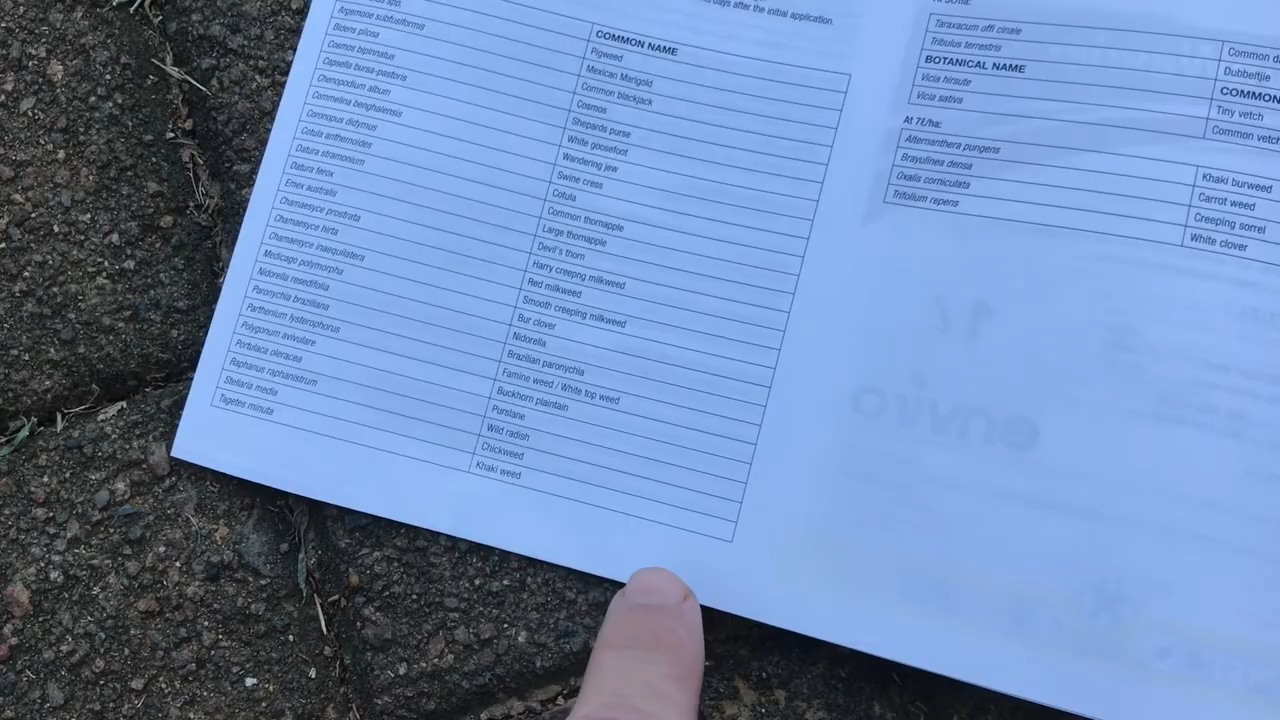 days after the initial application.
COMMON NAME
spp. Pigweed
Argemone subfusiformis Mexican Marigold
Bidens pilosa Common blackjack
Cosmos bipinnatus Cosmos
Capsella bursa-pastoris Shepards purse
Chenopodium album White goosefoot
Commelina benghalensis Wandering jew
Coronopus didymus Swine cress
Cotula anthemoides Cotula
Datura stramonium Common thornapple
Datura ferox Large thornapple
Emex australis Devil's thorn
Chamaesyce prostrata Harry creepng milkweed
Chamaesyce hirta Red milkweed
Chamaesyce inaequilatera Smooth creeping milkweed
Medicago polymorpha Bur clover
Nidorella resedifolia Nidorella
Paronychia braziliana Brazilian paronychia
Parthenium lysterophorus Famine weed / White top weed
Polygonum avivulare Buckhorn plaintain
Portulaca oleracea Purslane
Raphanus raphanistrum Wild radish
Stellaria media Chickweed
Tagetes minuta Khaki weed
Taraxacum offi cinale Common
Tribulus terrestris Dubbeltjie
BOTANICAL NAME COMMON
Vicia hirsute Tiny vetch
Vicia sativa Common vetch
At 7ℓ/ha:
Alternanthera pungens Khaki burweed
Brayulinea densa Carrot weed
Oxalis corniculata Creeping sorrel
Trifolium repens White clover